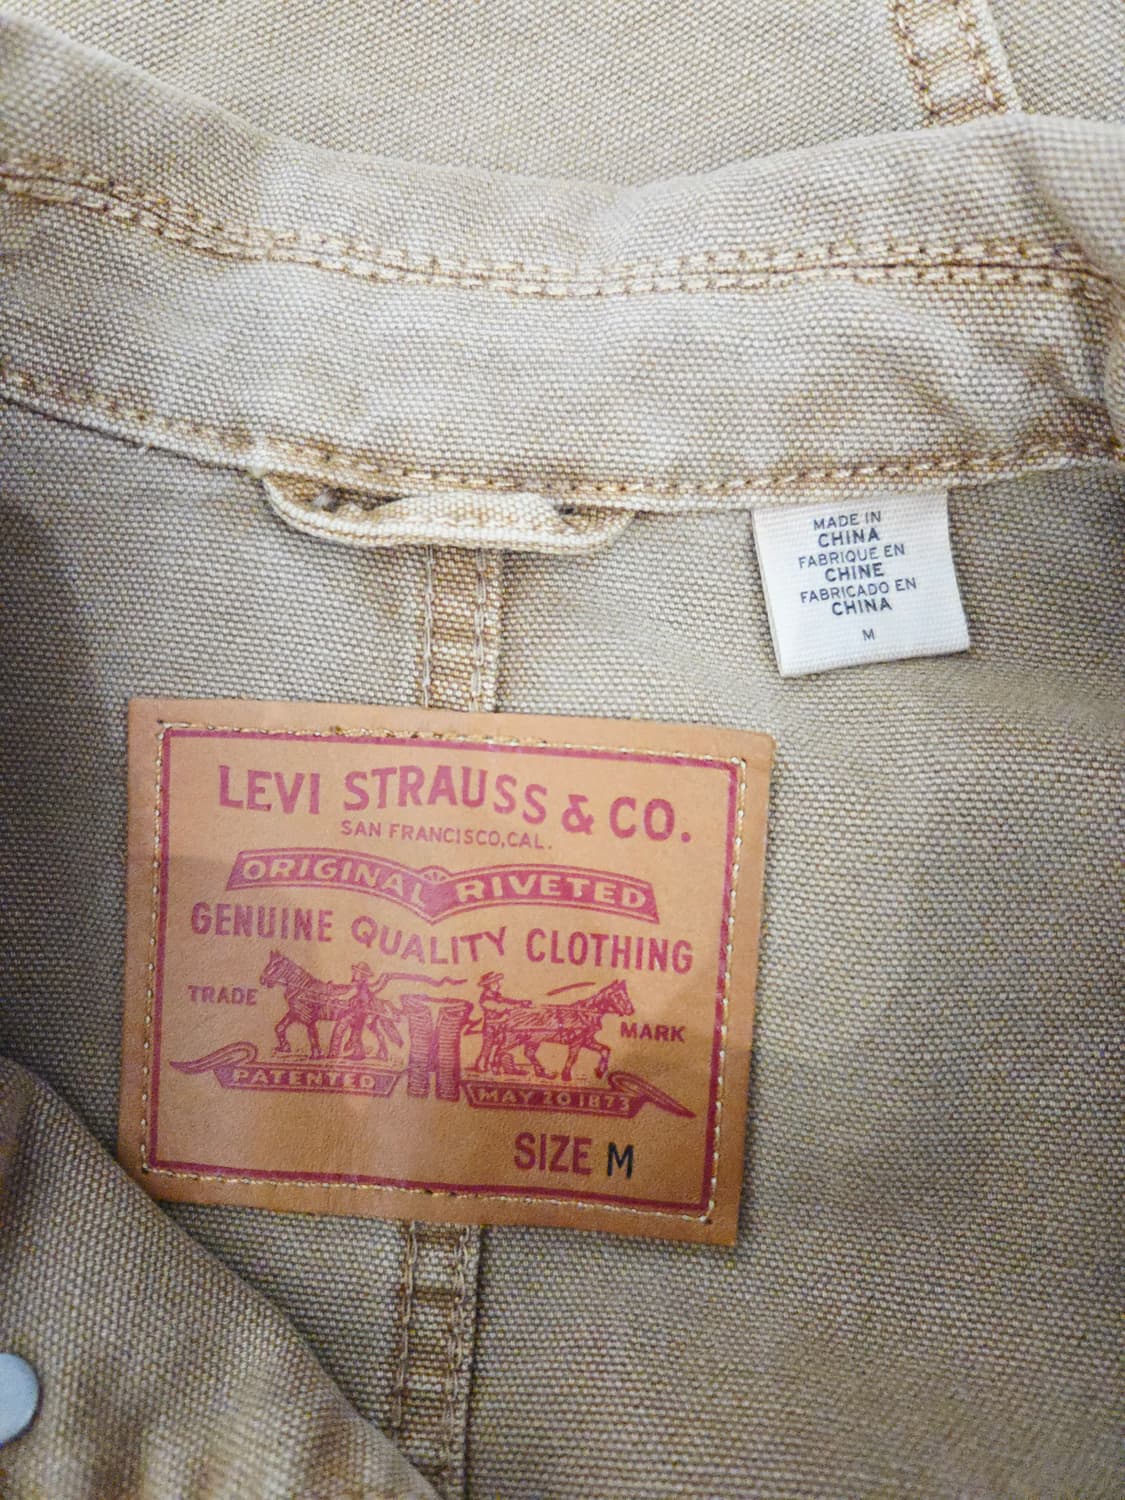 MADE IN
CHINA
FABRIQUE EN
CHINE
FABRICADO EN
CHINA
M
LEVI STRAUSS & CO.
SAN FRANCISCO, CAL.
ORIGINAL RIVETED
GENUINE QUALITY CLOTHING
TRADE MARK
PATENTED MAY 20 1873
SIZE M